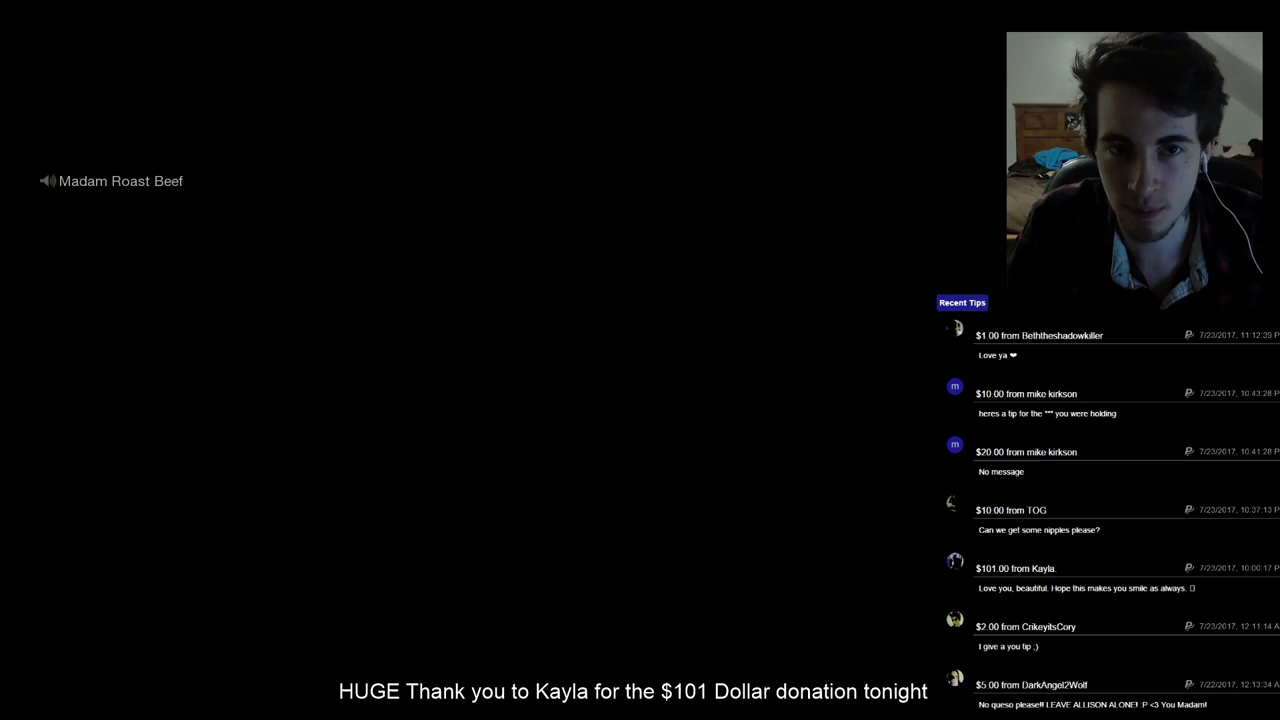 Madam Roast Beef
Recent Tips
$1.00 from Beththeshadowkiller 7/23/2017, 11:12:39 P
Love ya ❤
m
$10.00 from mike kirkson 7/23/2017, 10:43:28 P
heres a tip for the *** you were holding
m
$20.00 from mike kirkson 7/23/2017, 10:41:28 P
No message
$10.00 from TOG 7/23/2017, 10:37:13 P
Can we get some nipples please?
$101.00 from Kayla. 7/23/2017, 10:00:17 P
Love you, beautiful. Hope this makes you smile as always.
$2.00 from CrikeyitsCory 7/23/2017, 12:11:14 A
I give a you tip ;)
$5.00 from DarkAngel2Wolf 7/22/2017, 12:13:34 A
No queso please!! LEAVE ALLISON ALONE! :P <3 You Madam!
HUGE Thank you to Kayla for the $101 Dollar donation tonight